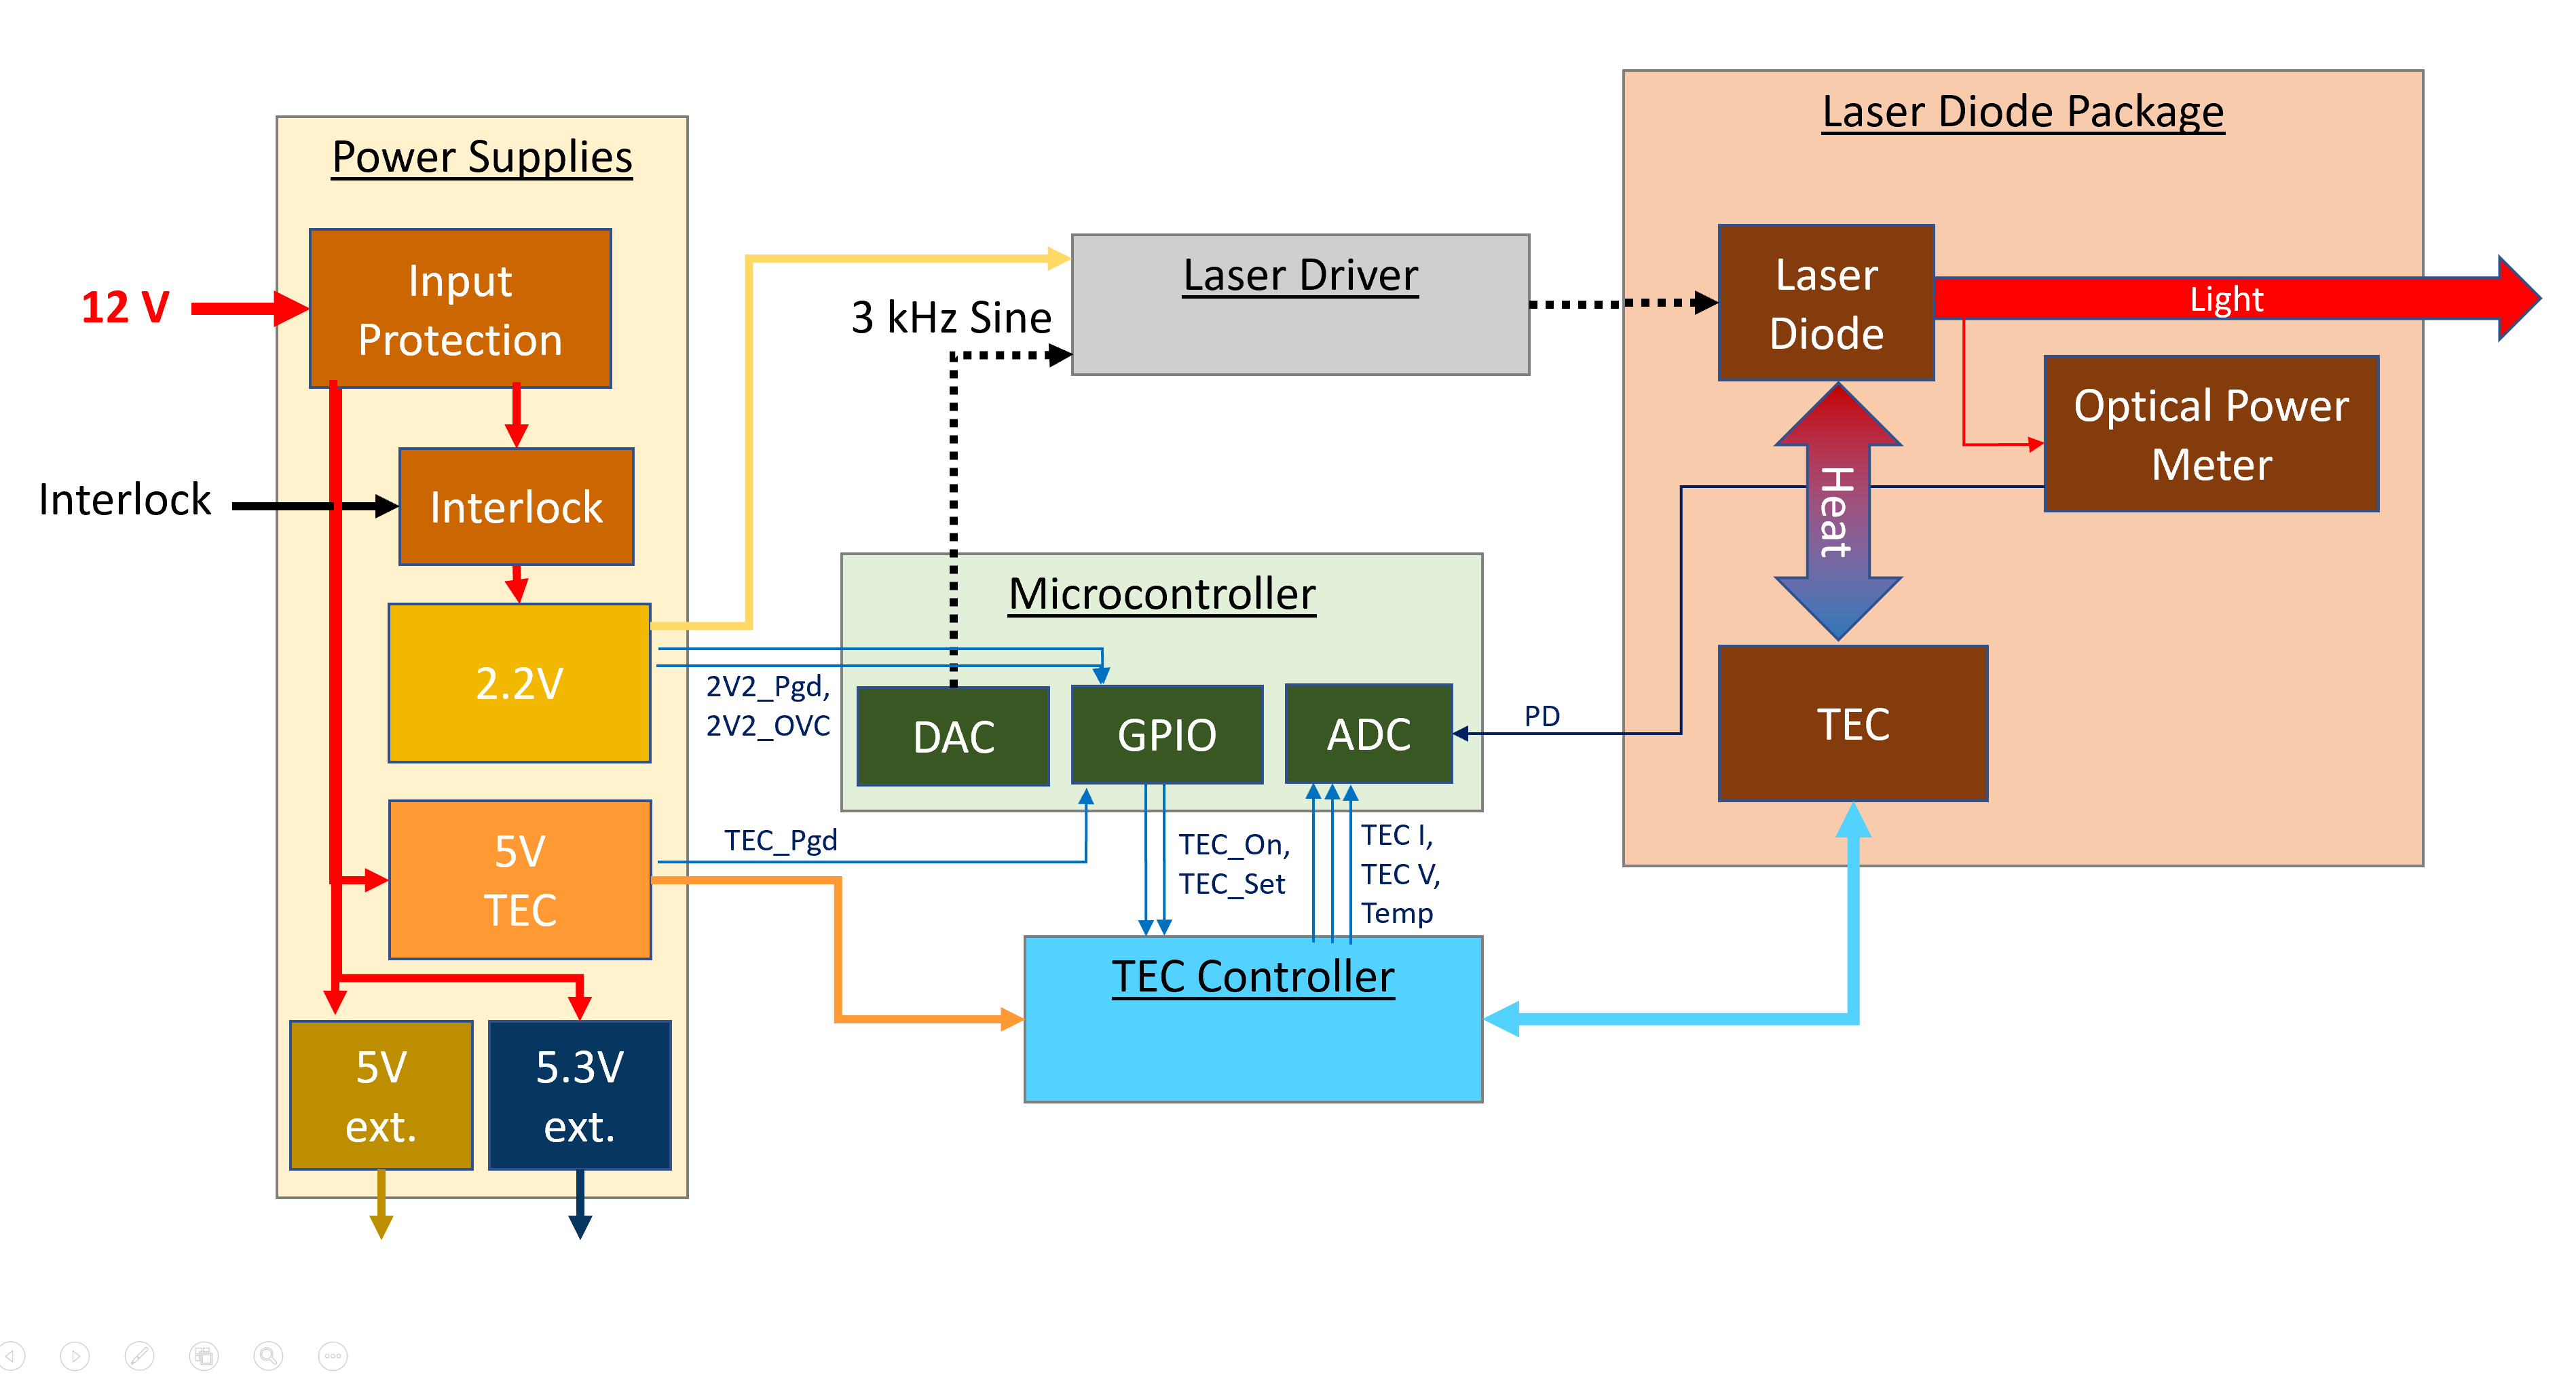 Power Supplies
Input
Protection
12 V
Interlock
Interlock
2.2V
5V
TEC
5V
ext.
5.3V
ext.
3 kHz Sine
Laser Driver
Microcontroller
2V2_Pgd,
2V2_OVC
DAC
GPIO
ADC
PD
TEC_Pgd
TEC_On,
TEC_Set
TEC I,
TEC V,
Temp
TEC Controller
Laser Diode Package
Laser
Diode
Light
Optical Power
Meter
Heat
TEC